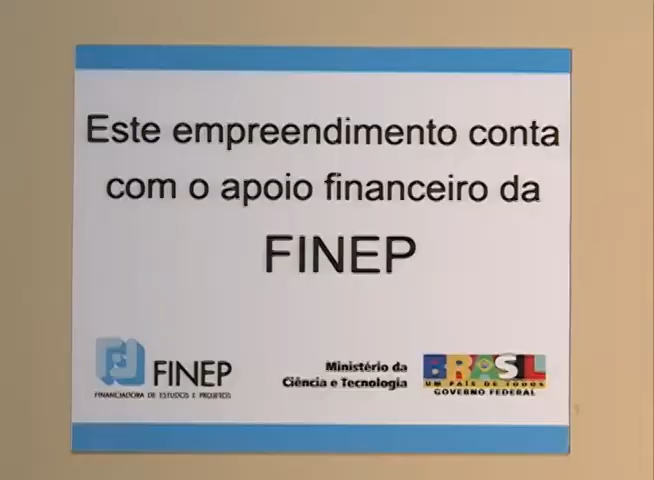 Este empreendimento conta
com o apoio financeiro da
FINEP
FINEP
FINANCIADORA DE ESTUDOS E PROJETOS
Ministério da
Ciência e Tecnologia
BRASIL
UM PAÍS DE TODOS
GOVERNO FEDERAL